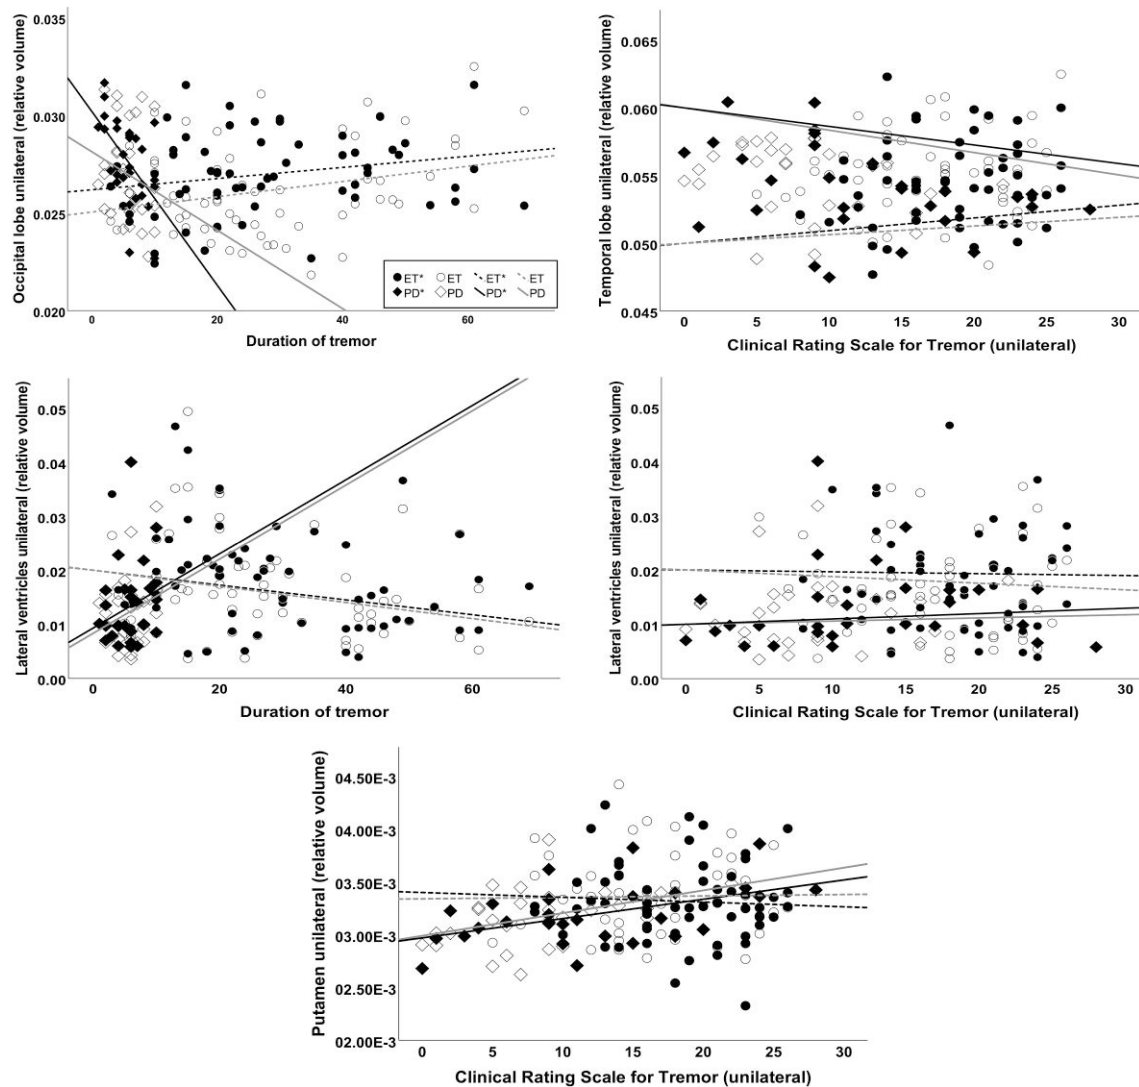 Occipital lobe unilateral (relative volume)
0.035
0.030
0.025
0.020
0 20 40 60
Duration of tremor
ET* ET ET* ET
PD* PD PD* PD
Temporal lobe unilateral (relative volume)
0.065
0.060
0.055
0.050
0.045
0 5 10 15 20 25 30
Clinical Rating Scale for Tremor (unilateral)
Lateral ventricles unilateral (relative volume)
0.05
0.04
0.03
0.02
0.01
0.00
0 20 40 60
Duration of tremor
Lateral ventricles unilateral (relative volume)
0.05
0.04
0.03
0.02
0.01
0.00
0 5 10 15 20 25 30
Clinical Rating Scale for Tremor (unilateral)
Putamen unilateral (relative volume)
04.50E-3
04.00E-3
03.50E-3
03.00E-3
02.50E-3
02.00E-3
0 5 10 15 20 25 30
Clinical Rating Scale for Tremor (unilateral)